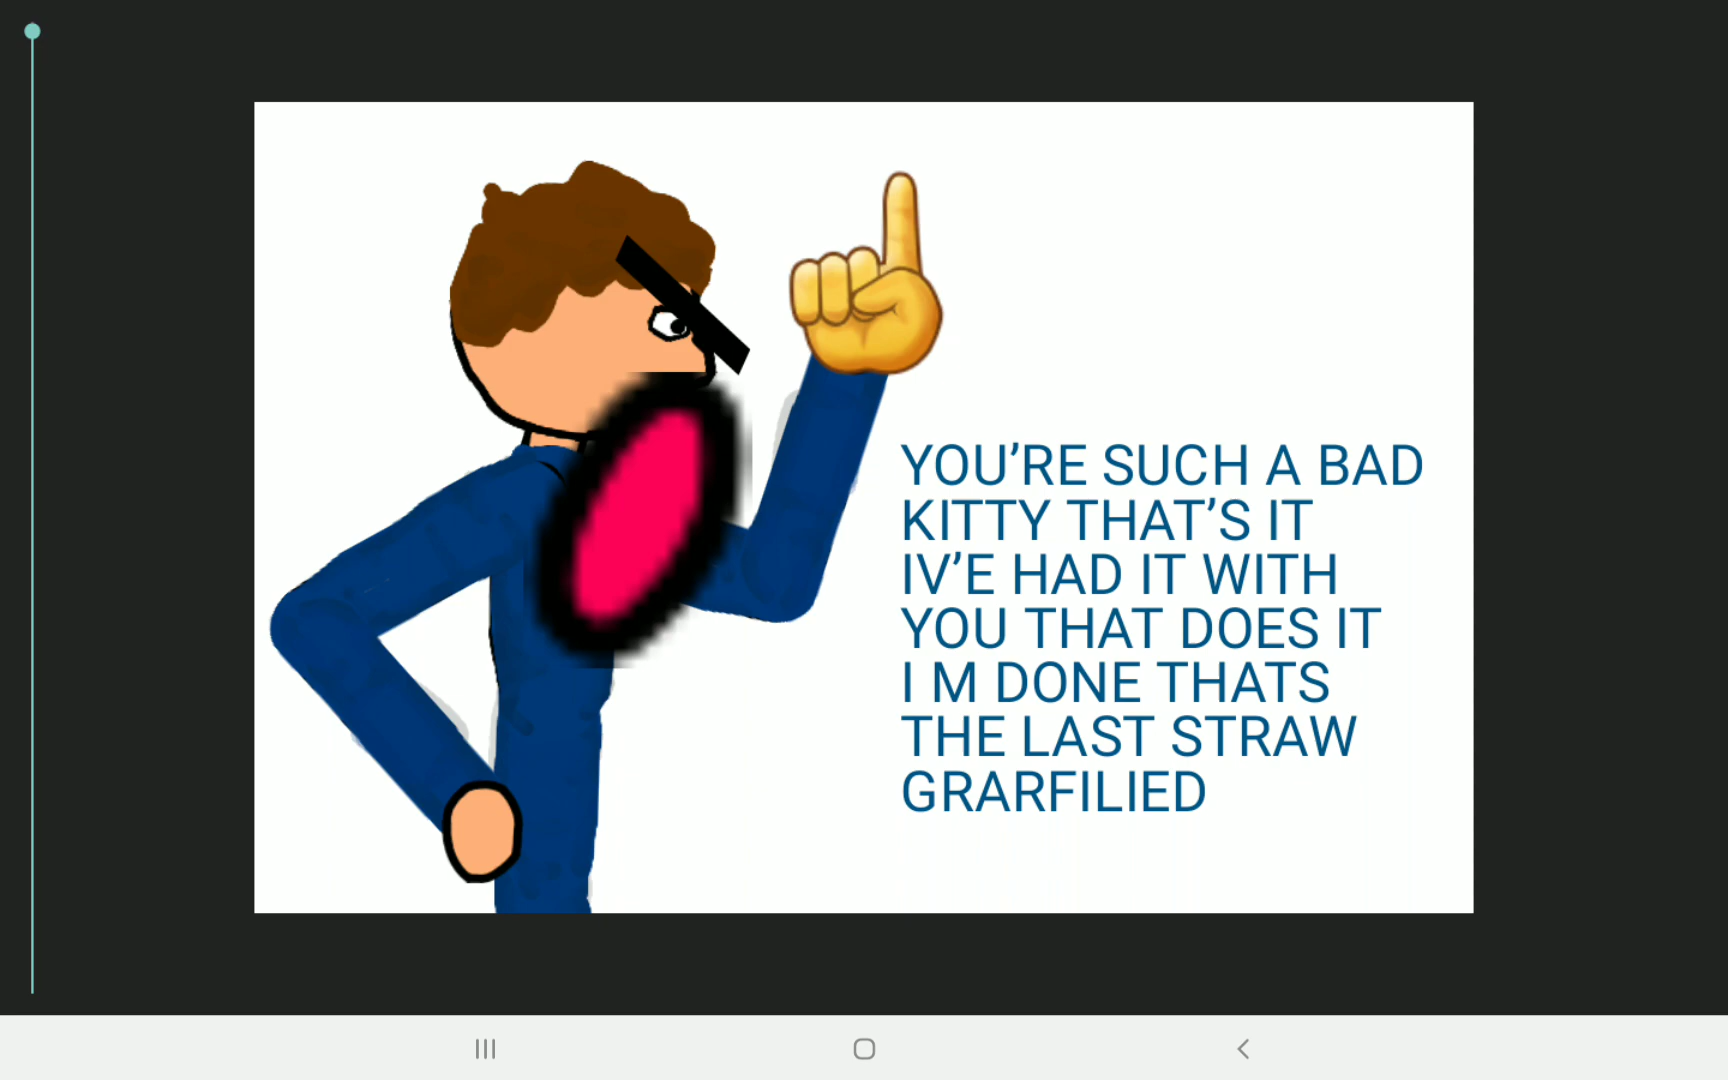 YOU’RE SUCH A BAD
KITTY THAT’S IT
IV’E HAD IT WITH
YOU THAT DOES IT
I M DONE THATS
THE LAST STRAW
GRARFILIED